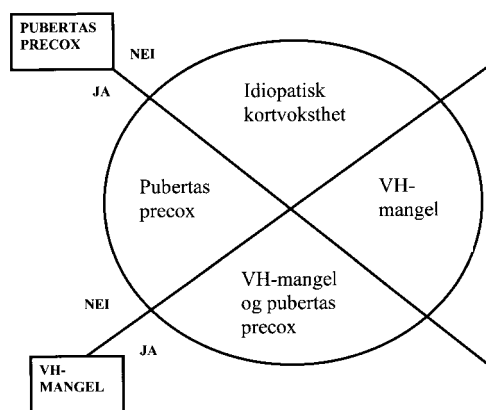 PUBERTAS
PRECOX
NEI
JA
Idiopatisk
kortvoksthet
Pubertas
precox
VH-
mangel
VH-mangel
og pubertas
precox
NEI
JA
VH-
MANGEL